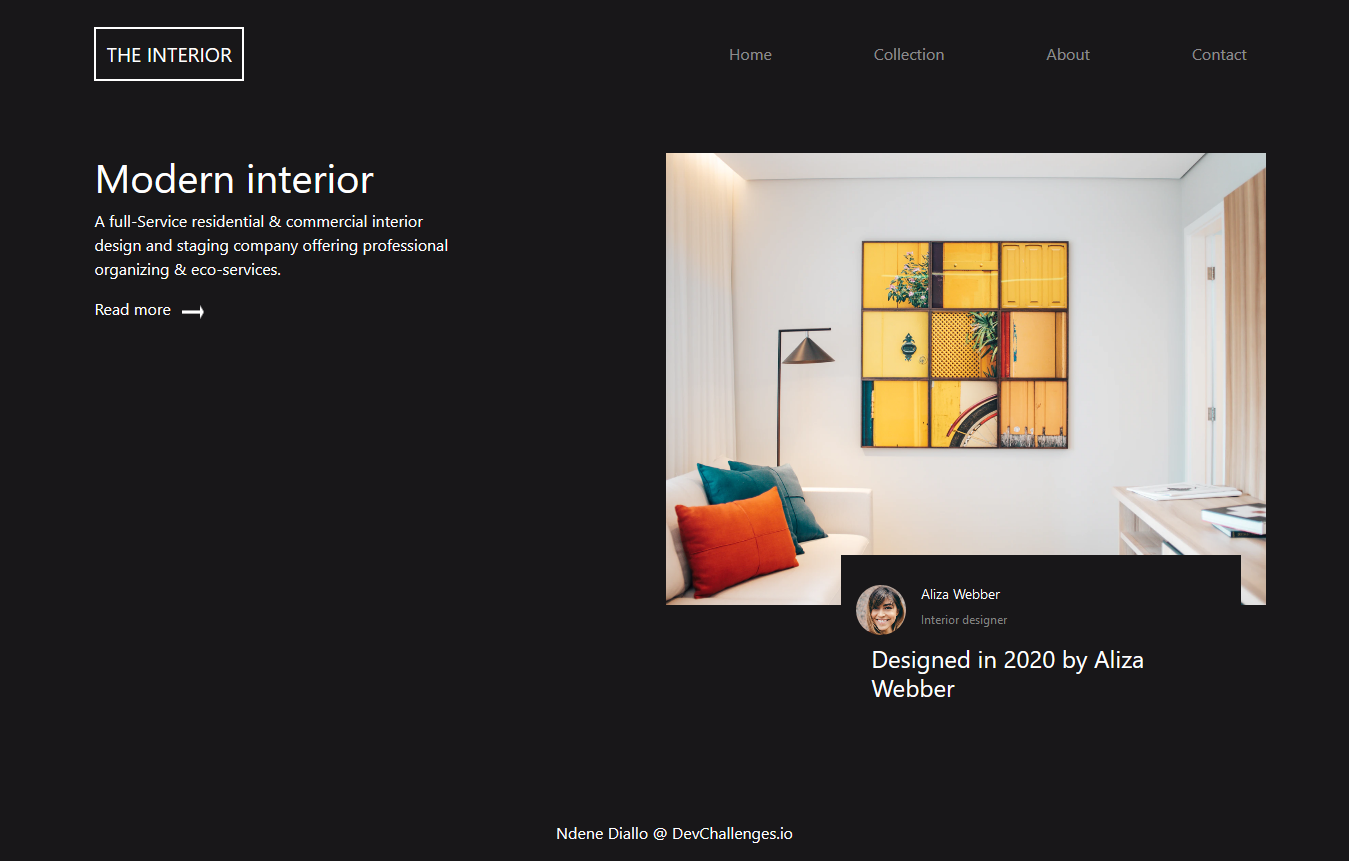 THE INTERIOR
Home
Collection
About
Contact
Modern interior
A full-Service residential & commercial interior
design and staging company offering professional
organizing & eco-services.
Read more
Aliza Webber
Interior designer
Designed in 2020 by Aliza
Webber
Ndene Diallo @ DevChallenges.io